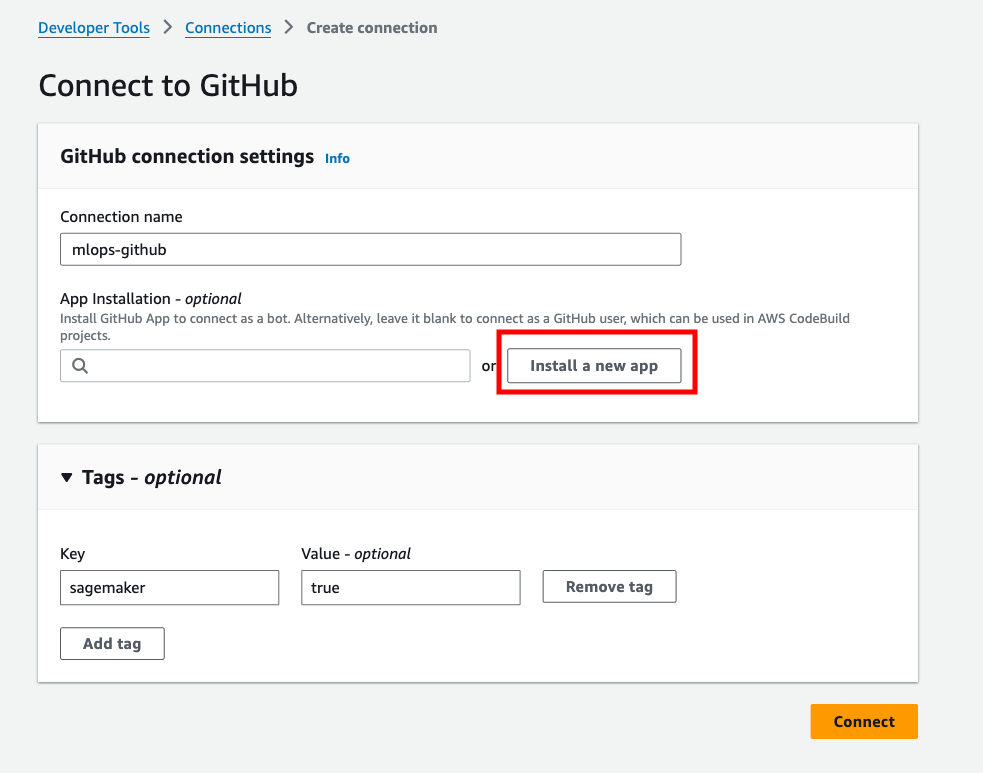 Developer Tools > Connections > Create connection
Connect to GitHub
GitHub connection settings Info
Connection name
mlops-github
App Installation - optional
Install GitHub App to connect as a bot. Alternatively, leave it blank to connect as a GitHub user, which can be used in AWS CodeBuild
projects.
or Install a new app
Tags - optional
Key Value - optional
sagemaker true Remove tag
Add tag
Connect